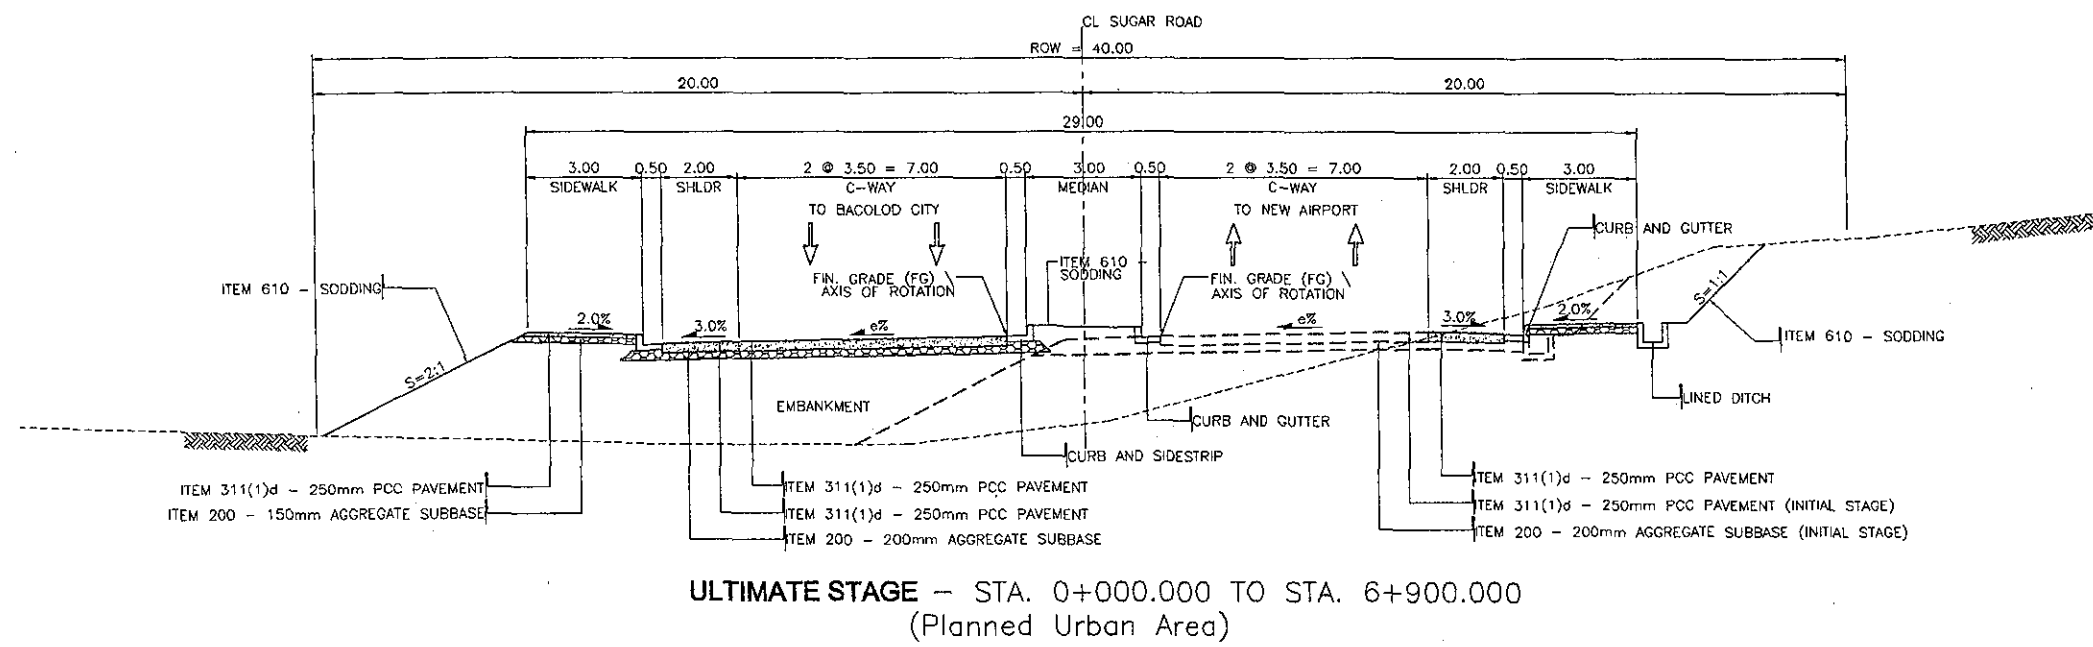 CL SUGAR ROAD
ROW = 40.00
20.00 20.00
29.00
3.00 0.50 2.00 2 @ 3.50 = 7.00 0.50 3.00 0.50 2 @ 3.50 = 7.00 2.00 0.50 3.00
SIDEWALK SHLDR C-WAY MEDIAN C-WAY SHLDR SIDEWALK
TO BACOLOD CITY
TO NEW AIRPORT
CURB AND GUTTER
ITEM 610 - SODDING
FIN. GRADE (FG) \
AXIS OF ROTATION
ITEM 610 -
SODDING
FIN. GRADE (FG) \
AXIS OF ROTATION
S=1:1
2.0% 3.0% e% e% 3.0% 2.0%
ITEM 610 - SODDING
S=2:1
EMBANKMENT
LINED DITCH
CURB AND GUTTER
CURB AND SIDESTRIP
ITEM 311(1)d - 250mm PCC PAVEMENT
ITEM 200 - 150mm AGGREGATE SUBBASE
ITEM 311(1)d - 250mm PCC PAVEMENT
ITEM 311(1)d - 250mm PCC PAVEMENT
ITEM 200 - 200mm AGGREGATE SUBBASE
ITEM 311(1)d - 250mm PCC PAVEMENT
ITEM 311(1)d - 250mm PCC PAVEMENT (INITIAL STAGE)
ITEM 200 - 200mm AGGREGATE SUBBASE (INITIAL STAGE)
ULTIMATE STAGE - STA. 0+000.000 TO STA. 6+900.000
(Planned Urban Area)